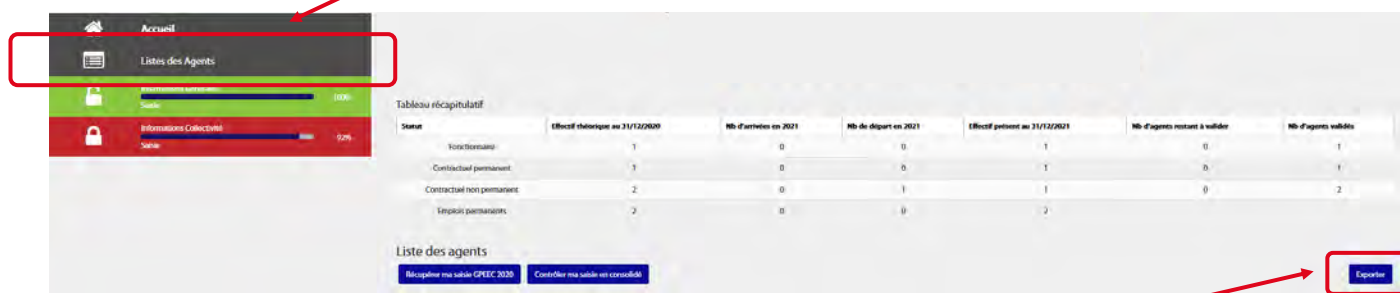 Accueil
Listes des Agents
Informations Générales 100%
Saisie
Informations Collectivité 92%
Saisie
Tableau récapitulatif
Statut Effectif théorique au 31/12/2020 Nb d'arrivées en 2021 Nb de départ en 2021 Effectif présent au 31/12/2021 Nb d'agents restant à valider Nb d'agents validés
Fonctionnaire 1 0 0 1 0 1
Contractuel permanent 1 0 0 1 0 1
Contractuel non permanent 2 0 1 1 0 2
Emplois permanents 2 0 0 2
Liste des agents
Récupérer ma saisie GPEEC 2020 Contrôler ma saisie en consolidé Exporter